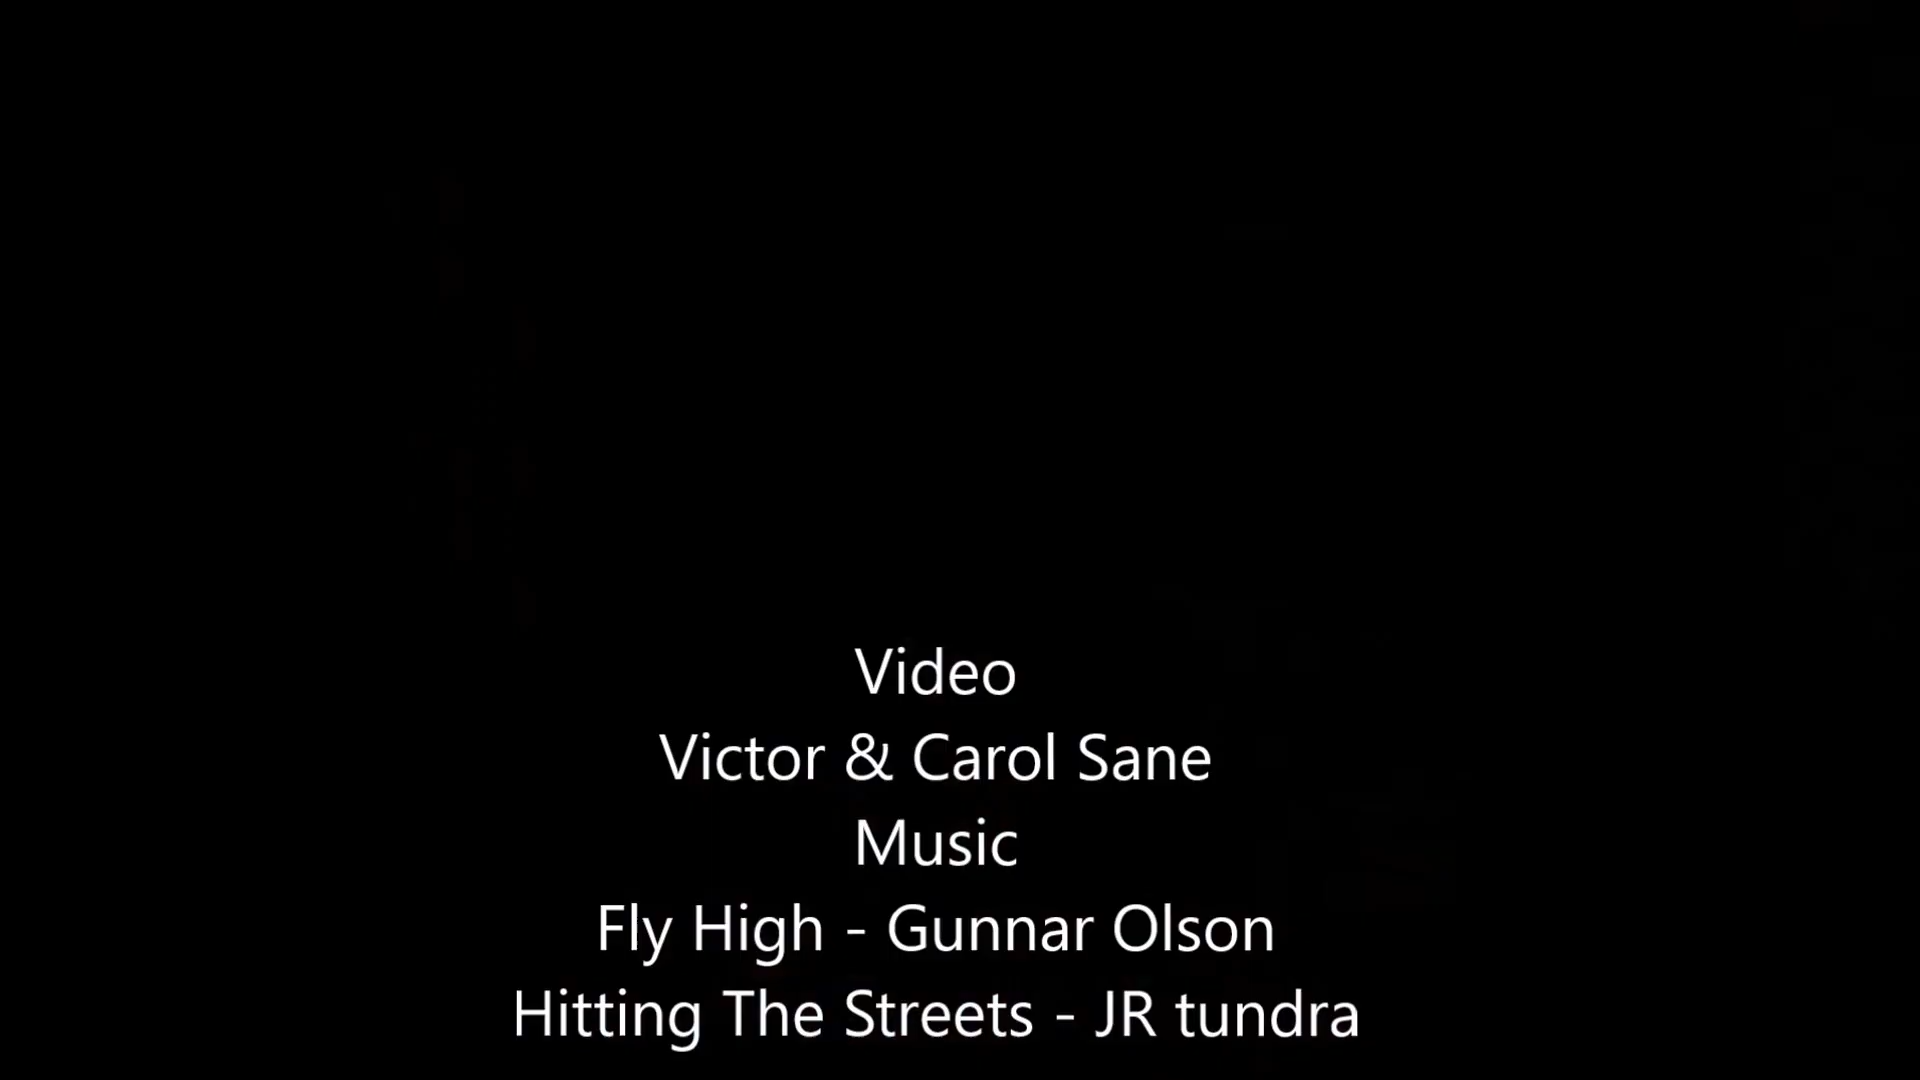 Video
Victor & Carol Sane
Music
Fly High - Gunnar Olson
Hitting The Streets - JR tundra